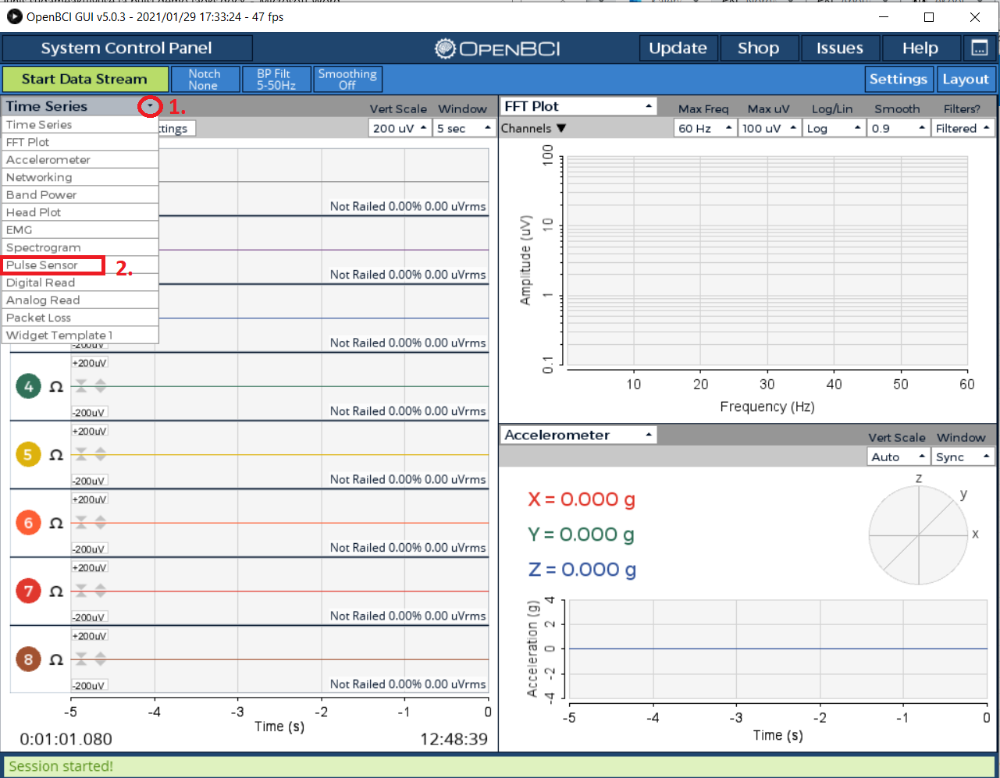 OpenBCI GUI v5.0.3 - 2021/01/29 17:33:24 - 47 fps
System Control Panel
OPENBCI
Update
Shop
Issues
Help
Start Data Stream
Notch
None
BP Filt
5-50Hz
Smoothing
Off
Settings
Layout
Time Series
1.
Vert Scale
Window
200 uV
5 sec
ttings
Time Series
FFT Plot
Accelerometer
Networking
Band Power
Head Plot
EMG
Spectrogram
Pulse Sensor
2.
Digital Read
Analog Read
Packet Loss
Widget Template 1
Not Railed 0.00% 0.00 uVrms
Not Railed 0.00% 0.00 uVrms
Not Railed 0.00% 0.00 uVrms
-200uV
+200uV
4 Ω
-200uV
Not Railed 0.00% 0.00 uVrms
+200uV
5 Ω
-200uV
Not Railed 0.00% 0.00 uVrms
+200uV
6 Ω
-200uV
Not Railed 0.00% 0.00 uVrms
+200uV
7 Ω
-200uV
Not Railed 0.00% 0.00 uVrms
+200uV
8 Ω
-200uV
Not Railed 0.00% 0.00 uVrms
-5 -4 -3 -2 -1 0
Time (s)
0:01:01.080
12:48:39
FFT Plot
Max Freq
Max uV
Log/Lin
Smooth
Filters?
Channels
60 Hz
100 uV
Log
0.9
Filtered
100
10
1
0.1
Amplitude (uV)
10 20 30 40 50 60
Frequency (Hz)
Accelerometer
Vert Scale
Window
Auto
Sync
X = 0.000 g
Y = 0.000 g
Z = 0.000 g
z
y
x
Acceleration (g)
4
2
0
-2
-4
-5 -4 -3 -2 -1 0
Time (s)
Session started!